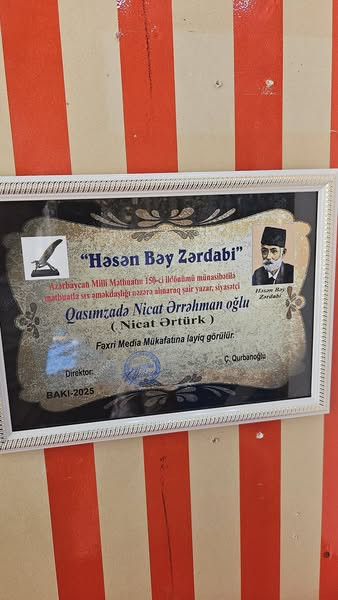 "Həsən Bəy Zərdabi"
Azərbaycan Milli Mətbuatın 150-ci ildönümü münasibətilə
mətbuatla sıx əməkdaşlığı nəzərə alınaraq şair yazar, siyasətçi
Həsən Bəy
Zərdabi
Qasımzadə Nicat Ərrəhman oğlu
( Nicat Ərtürk )
Fəxri Media Mükafatına layiq görülür.
Direktor:
Ç. Qurbanoğlu
BAKI-2025